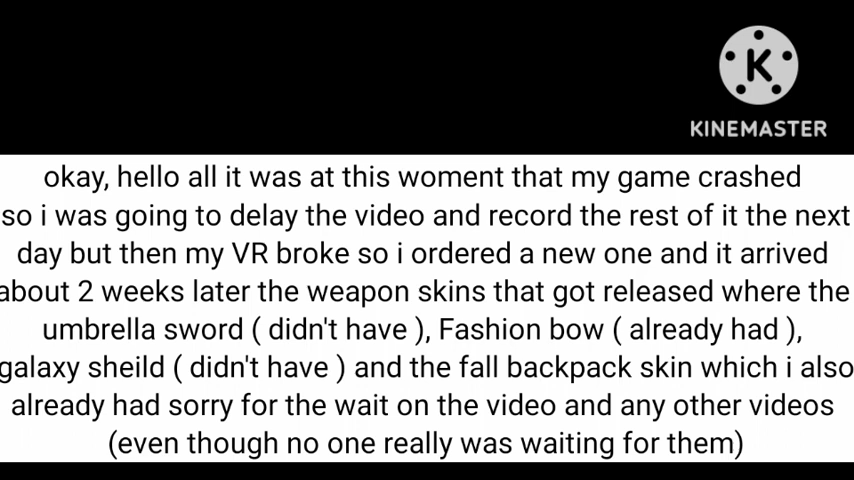 K
KINEMASTER
okay, hello all it was at this woment that my game crashed
so i was going to delay the video and record the rest of it the next
day but then my VR broke so i ordered a new one and it arrived
about 2 weeks later the weapon skins that got released where the
umbrella sword ( didn't have ), Fashion bow ( already had ),
galaxy sheild ( didn't have ) and the fall backpack skin which i also
already had sorry for the wait on the video and any other videos
(even though no one really was waiting for them)